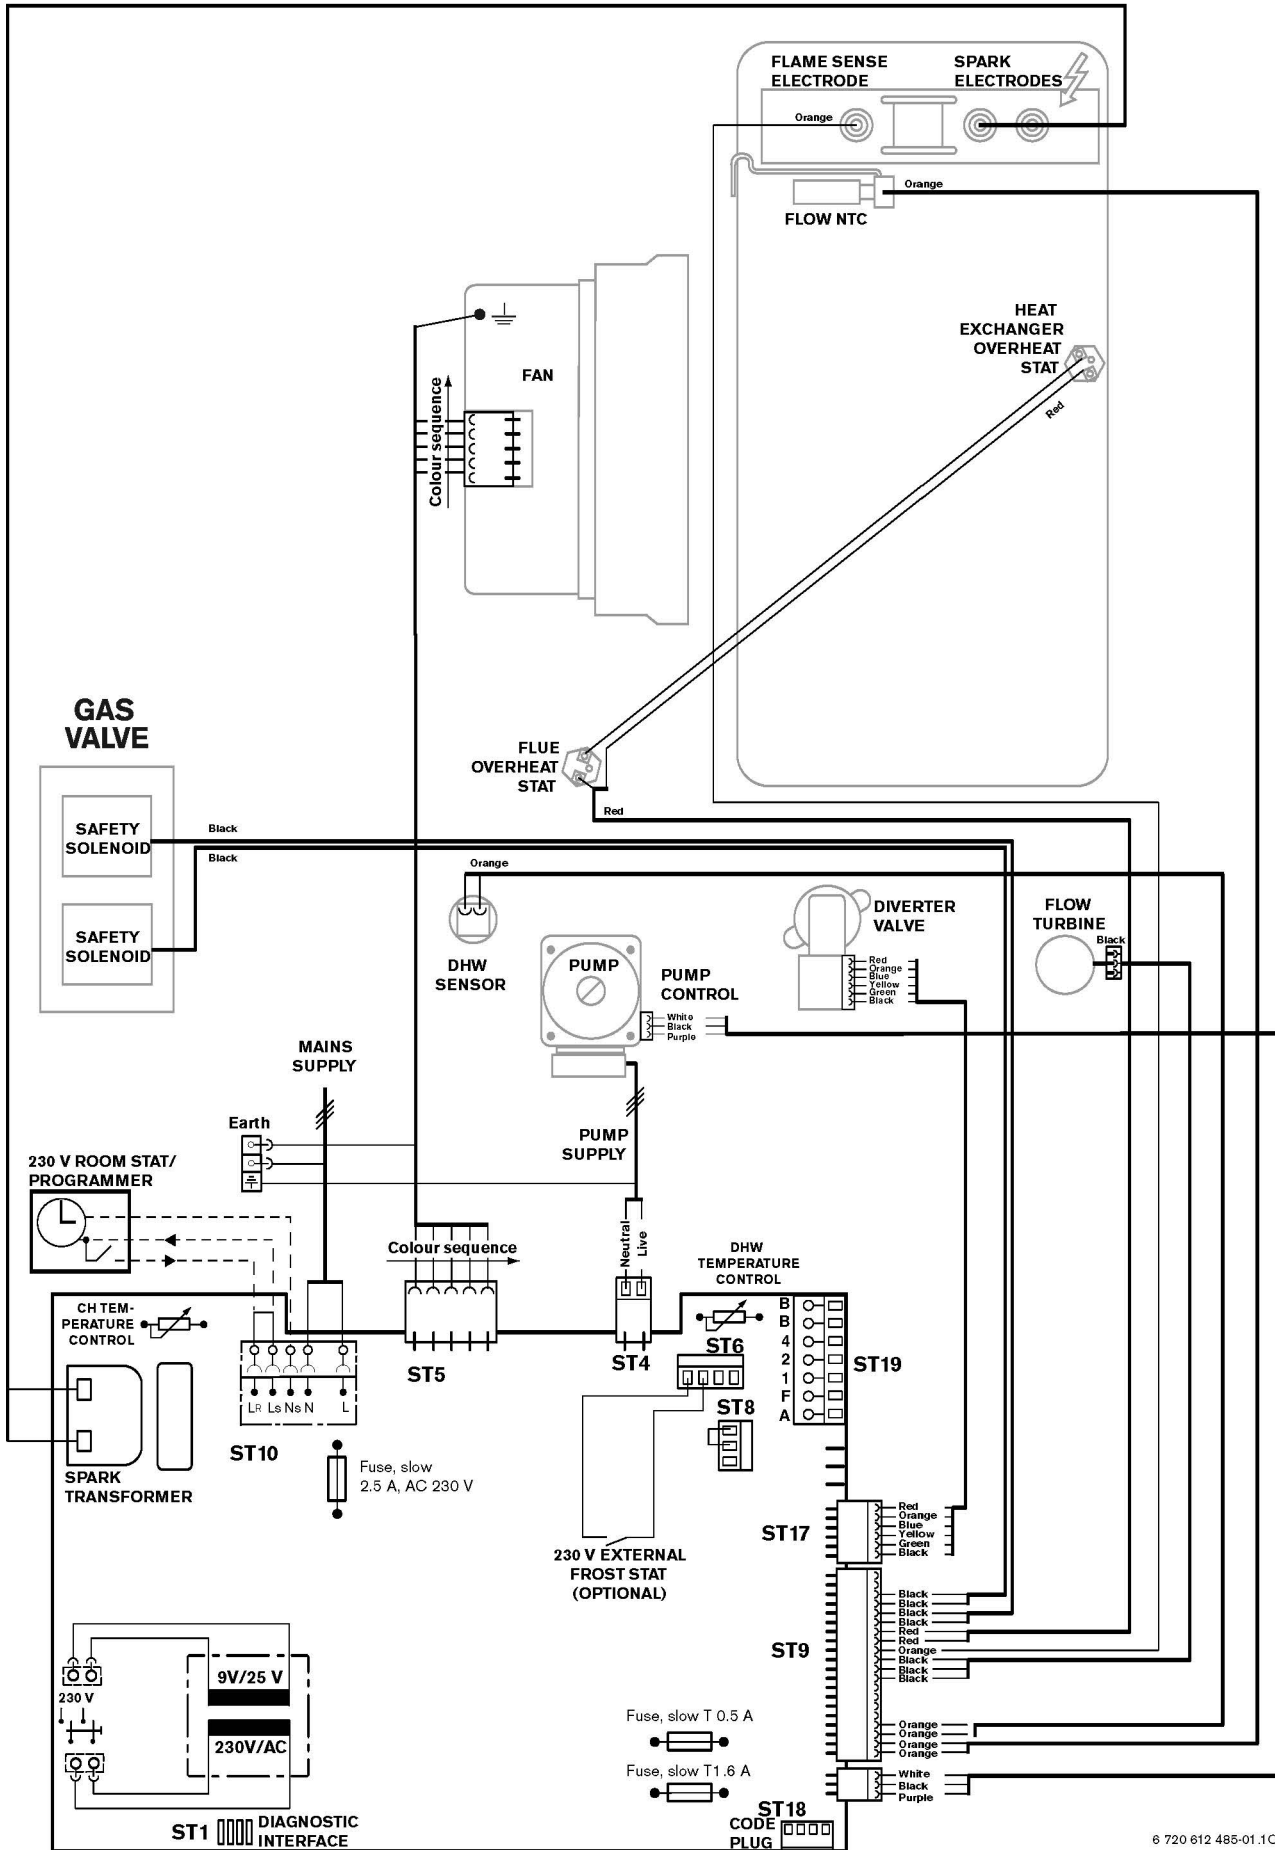 FLAME SENSE
ELECTRODE
SPARK
ELECTRODES
Orange
Orange
FLOW NTC
HEAT
EXCHANGER
OVERHEAT
STAT
Red
FAN
Colour sequence
GAS
VALVE
SAFETY
SOLENOID
SAFETY
SOLENOID
Black
Black
FLUE
OVERHEAT
STAT
Red
Orange
DHW
SENSOR
PUMP
PUMP
CONTROL
White
Black
Purple
DIVERTER
VALVE
Red
Orange
Blue
Yellow
Green
Black
FLOW
TURBINE
Black
MAINS
SUPPLY
Earth
PUMP
SUPPLY
230 V ROOM STAT/
PROGRAMMER
Colour sequence
Neutral
Live
DHW
TEMPERATURE
CONTROL
CH TEM-
PERATURE
CONTROL
ST5
ST4
ST6
B
B
4
2
1
F
A
ST19
ST8
LR Ls Ns N L
ST10
SPARK
TRANSFORMER
Fuse, slow
2.5 A, AC 230 V
230 V EXTERNAL
FROST STAT
(OPTIONAL)
ST17
Red
Orange
Blue
Yellow
Green
Black
ST9
Black
Black
Black
Black
Red
Red
Orange
Black
Black
Black
Orange
Orange
Orange
Orange
White
Black
Purple
9V/25 V
230 V
230V/AC
Fuse, slow T 0.5 A
Fuse, slow T1.6 A
ST18
CODE
PLUG
ST1
DIAGNOSTIC
INTERFACE
6 720 612 485-01.1O